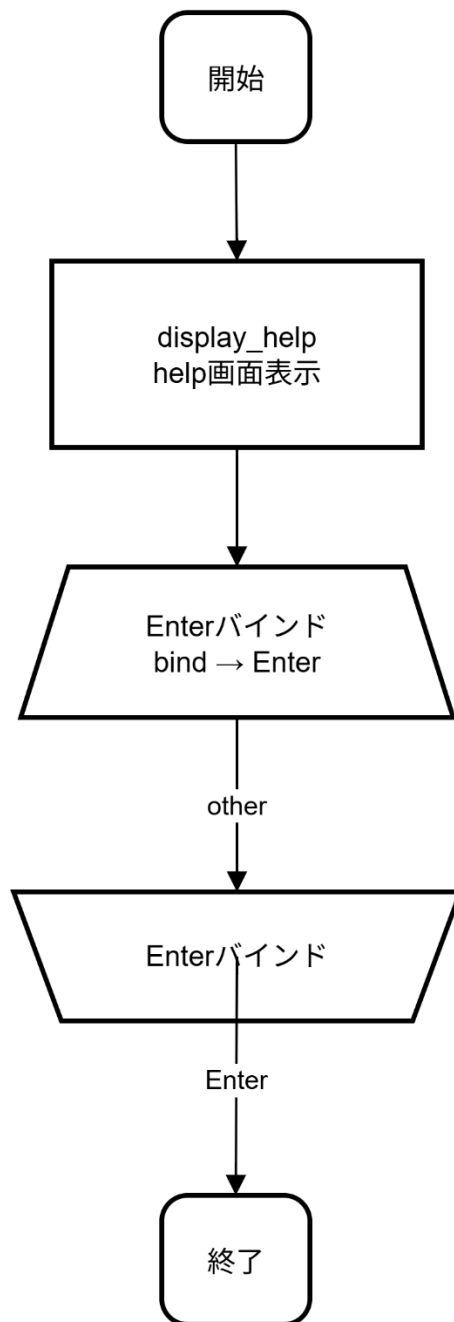 開始
display_help
help画面表示
Enterバインド
bind → Enter
other
Enterバインド
Enter
終了